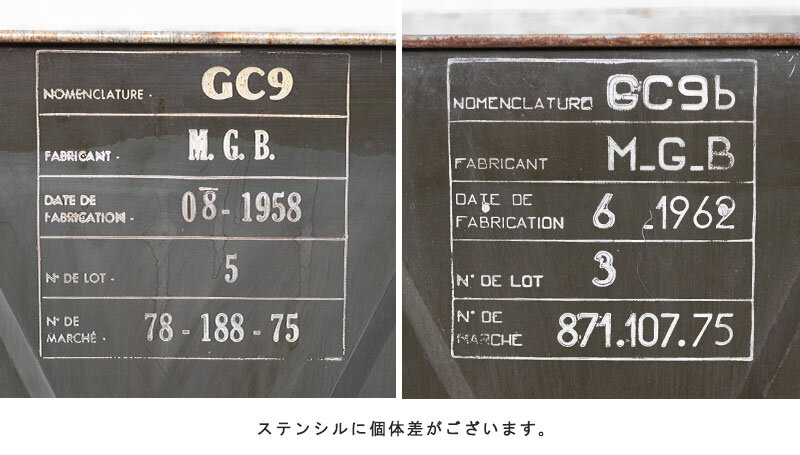 NOMENCLATURE · GC9
FABRICANT · M. G. B.
DATE DE
FABRICATION · 08 - 1958
N° DE LOT · 5
N° DE
MARCHÉ · 78 - 188 - 75
NOMENCLATURE GC9b
FABRICANT M_G_B
DATE DE
FABRICATION 6 _1962
N° DE LOT 3
N° DE
MARCHÉ 871.107.75
ステンシルに個体差がございます。